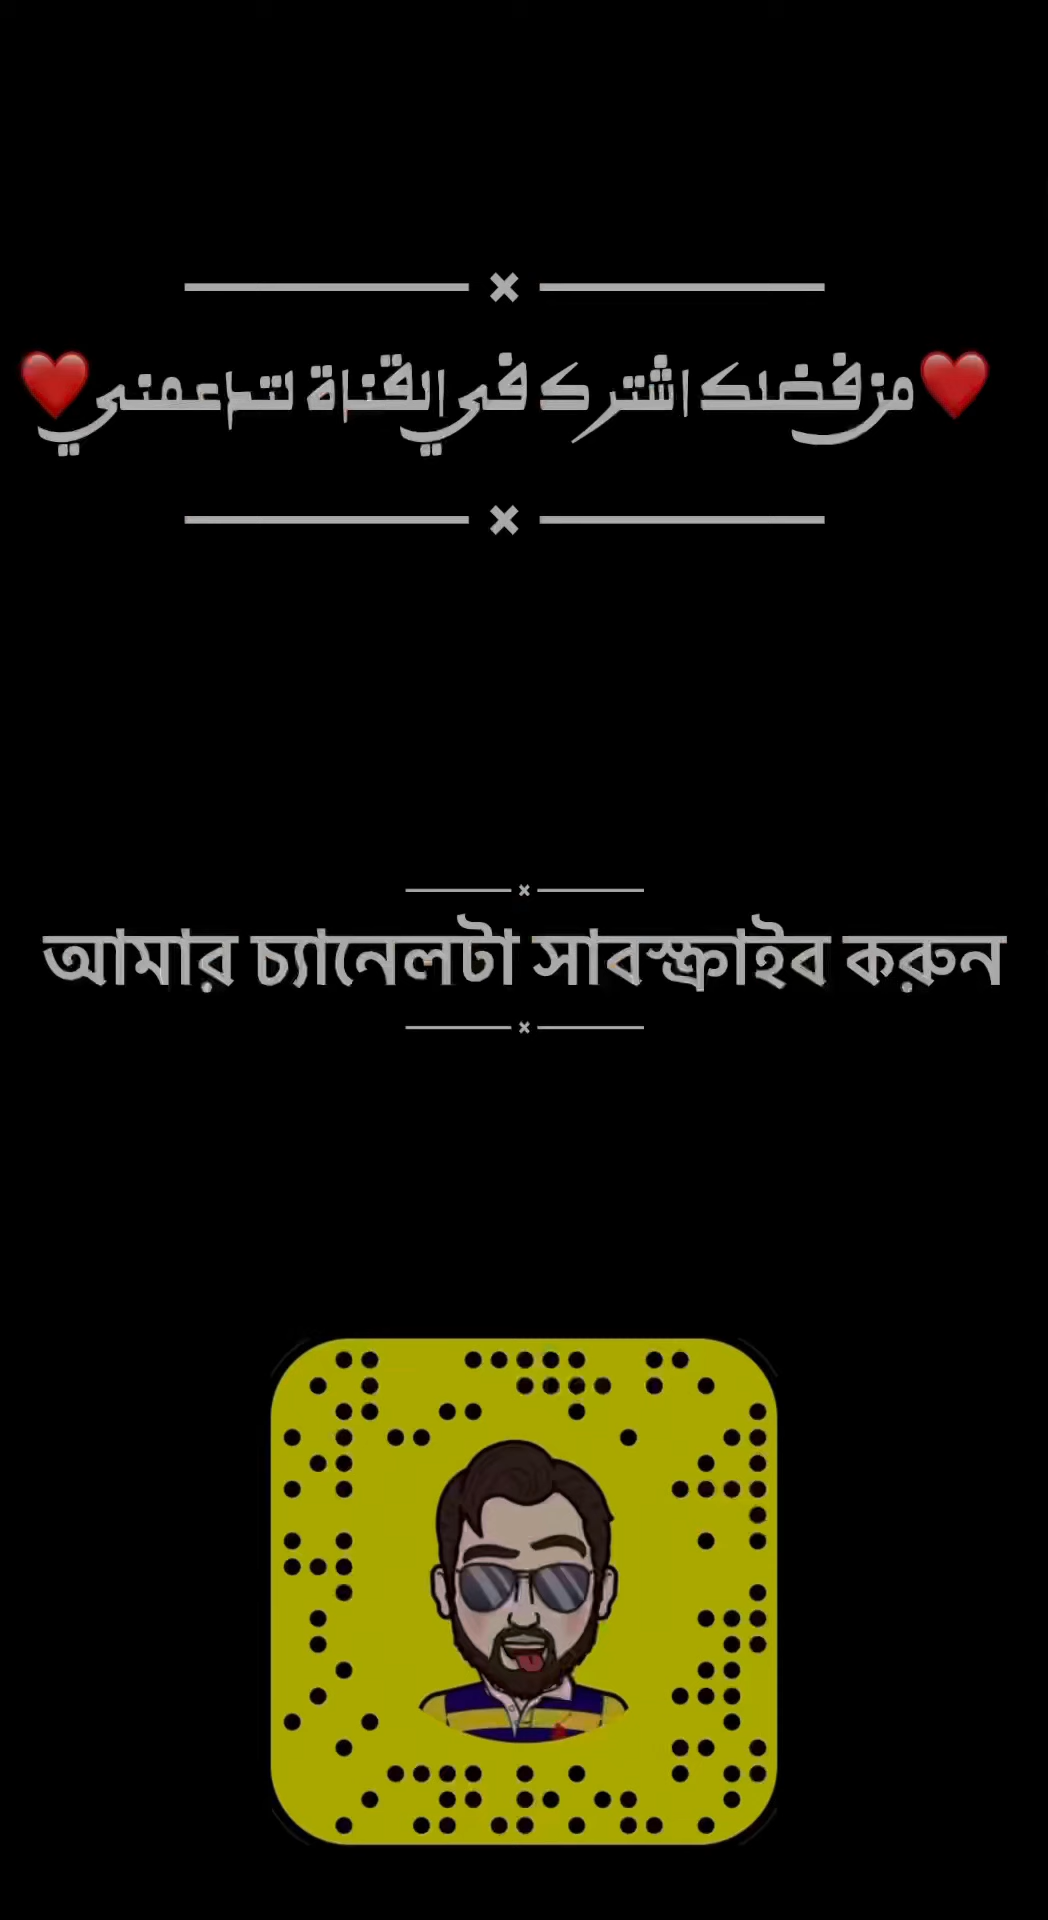 ❤️من فضلك اشترك في القناة لتدعمني❤️
আমার চ্যানেলটা সাবস্ক্রাইব করুন